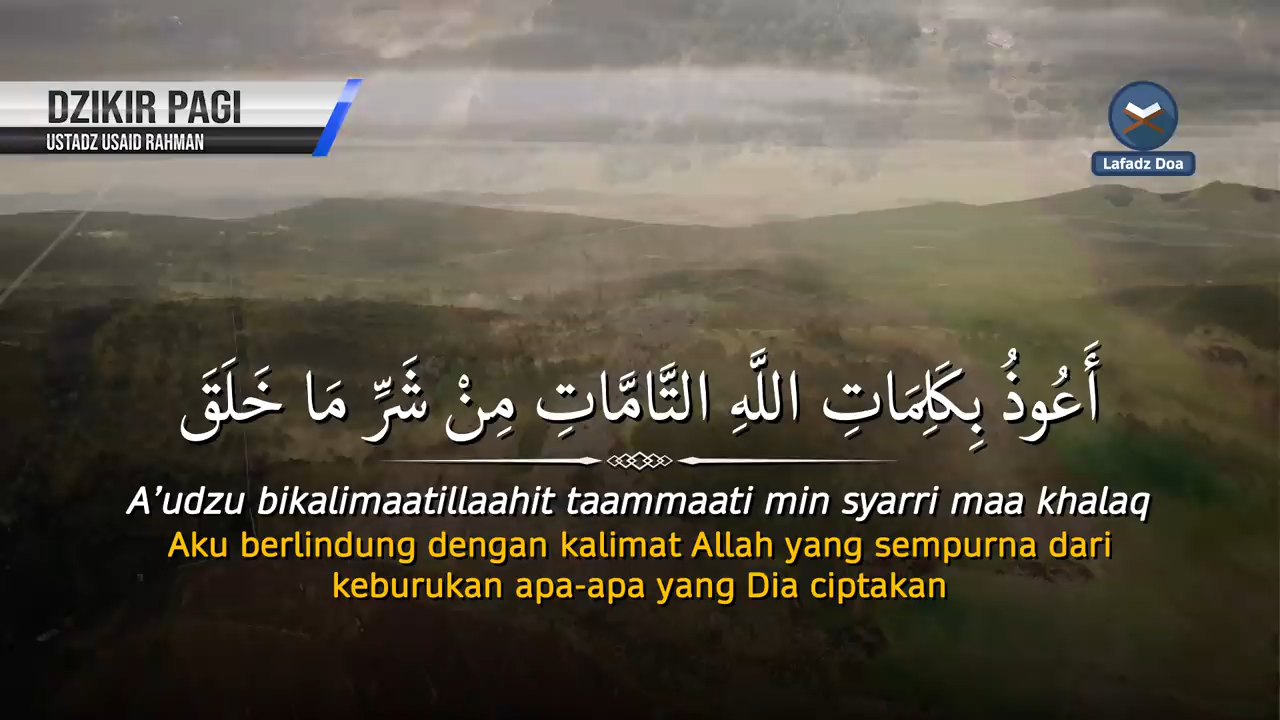 DZIKIR PAGI
USTADZ USAID RAHMAN
Lafadz Doa
أَعُوذُ بِكَلِمَاتِ اللَّهِ التَّامَّاتِ مِنْ شَرِّ مَا خَلَقَ
A’udzu bikalimaatillaahit taammaati min syarri maa khalaq
Aku berlindung dengan kalimat Allah yang sempurna dari
keburukan apa-apa yang Dia ciptakan